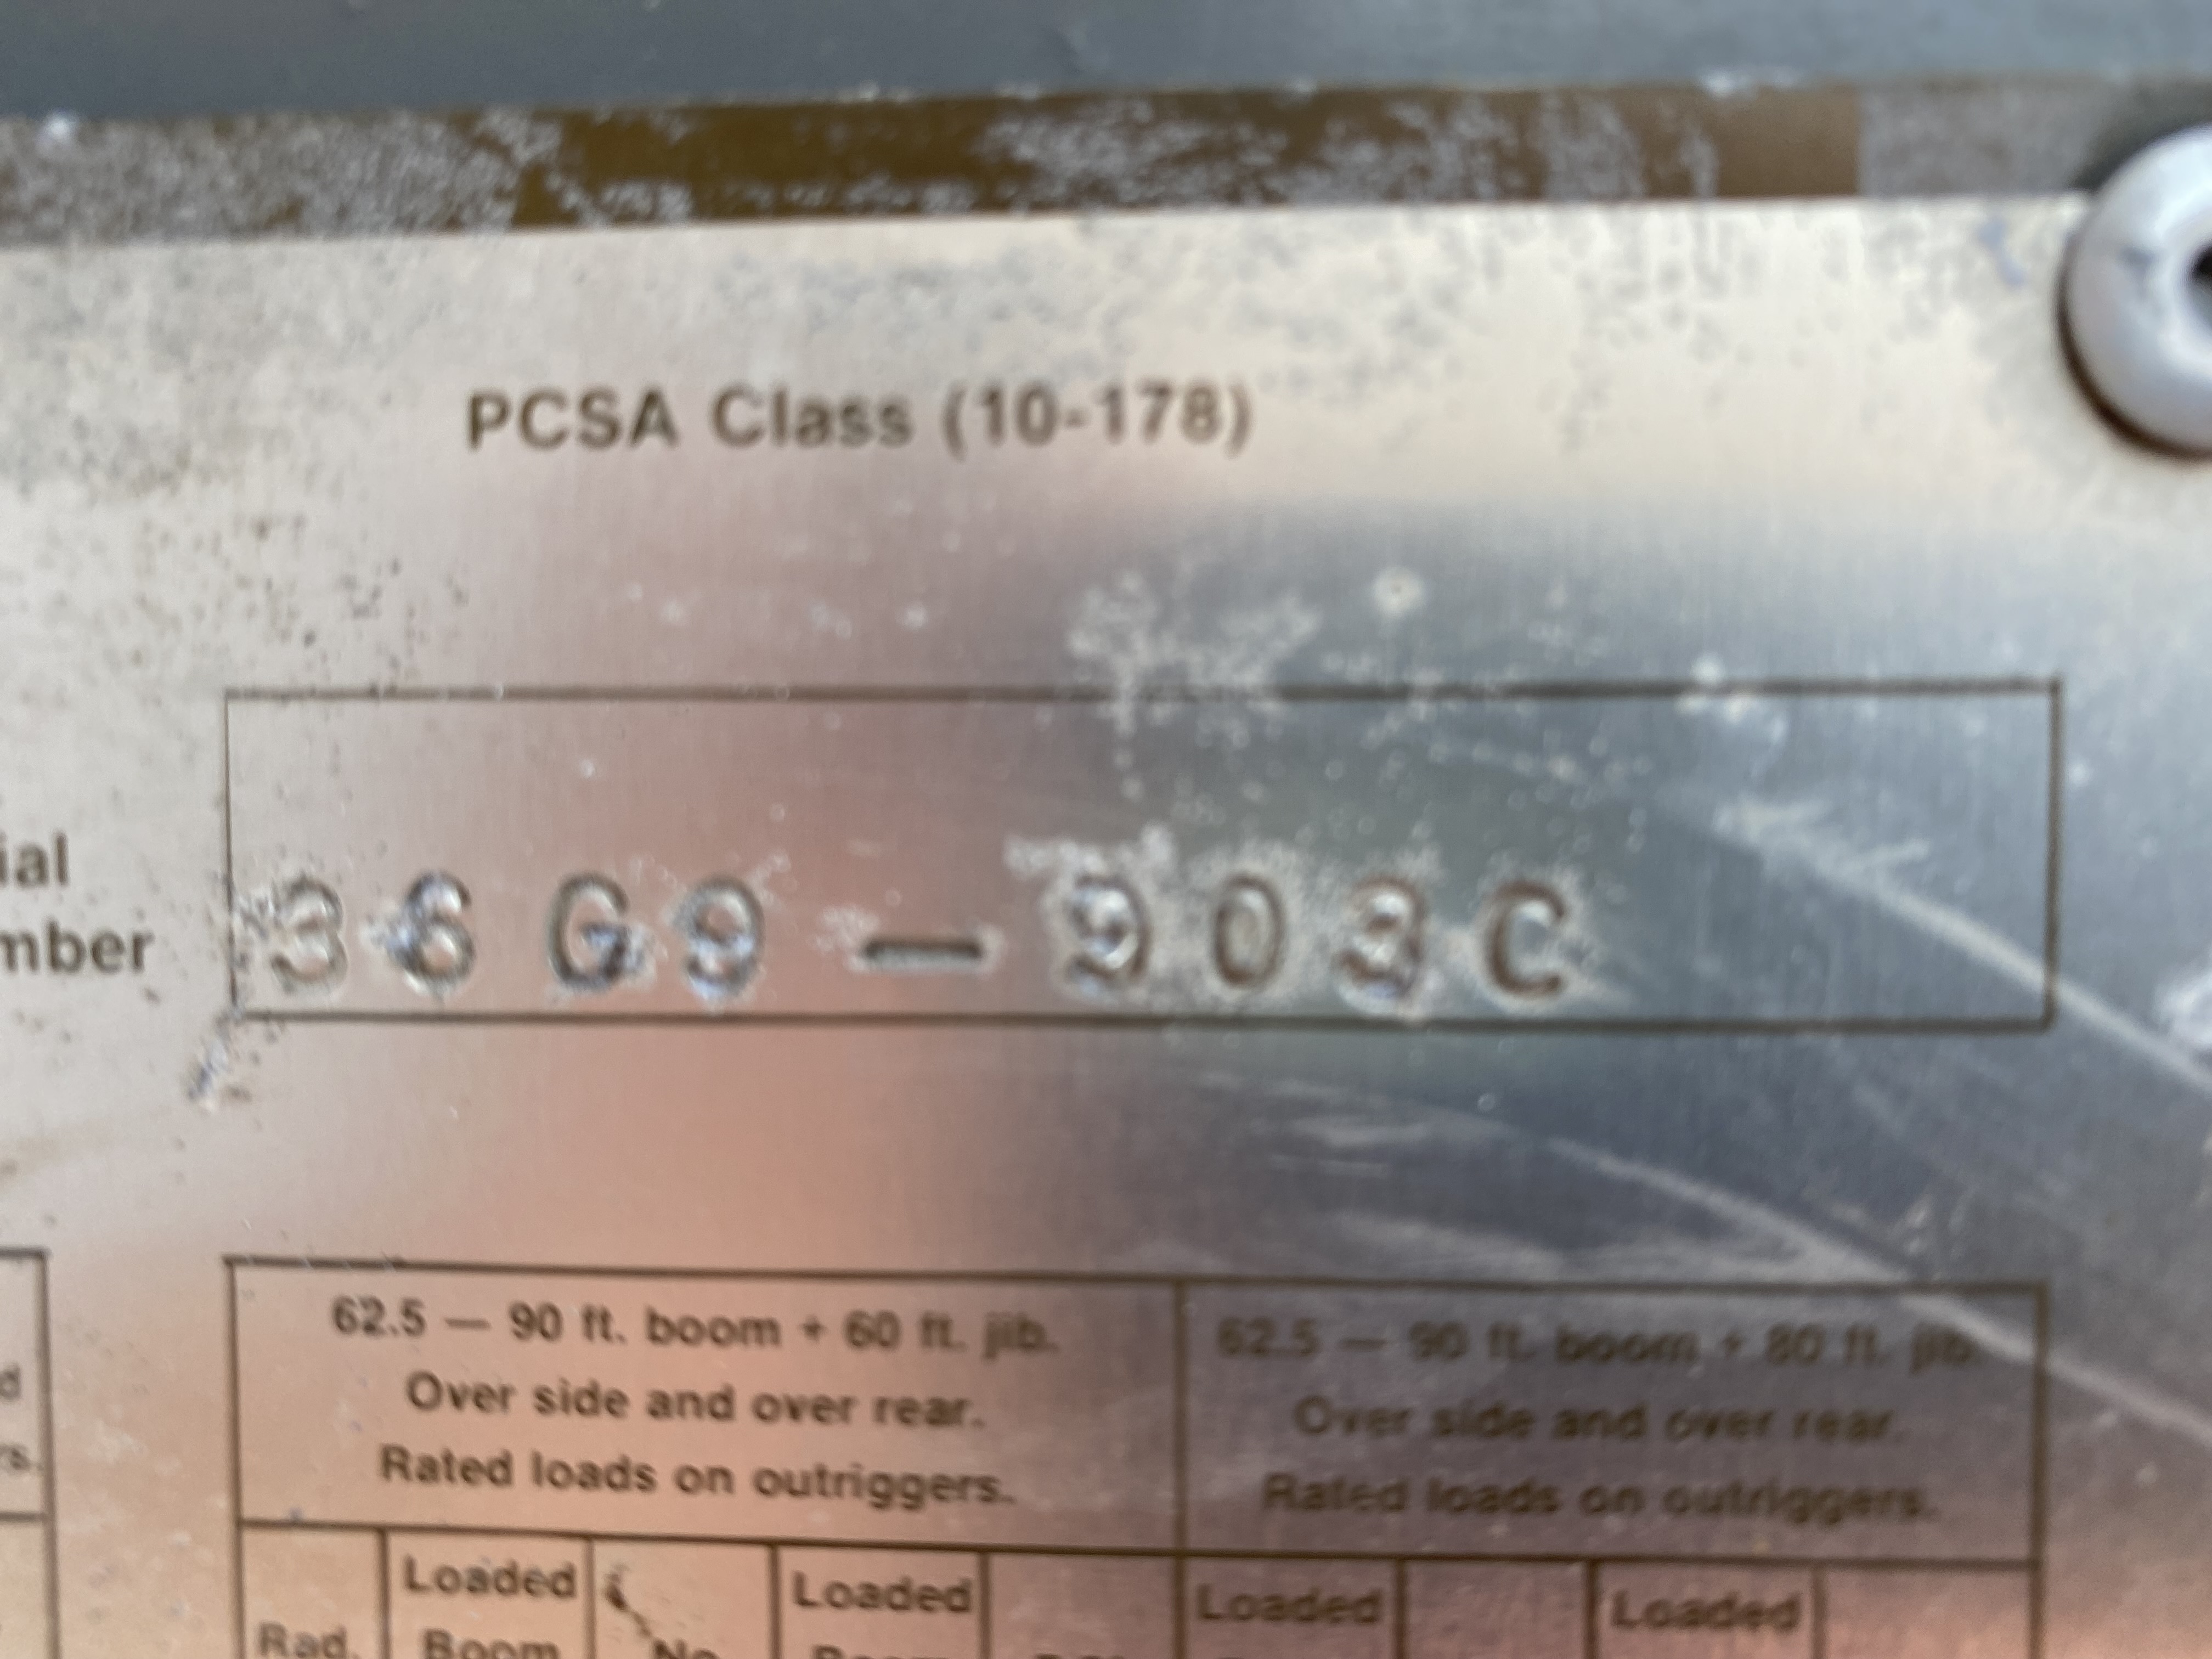 PCSA Class (10-178)
ial
mber
36G9 — 903C
62.5 — 90 ft. boom + 60 ft. jib.
Over side and over rear.
Rated loads on outriggers.
62.5 — 90 ft. boom + 80 ft. jib.
Over side and over rear.
Rated loads on outriggers.
d
rs.
Loaded
Loaded
Loaded
Loaded
Rad.
Boom
No